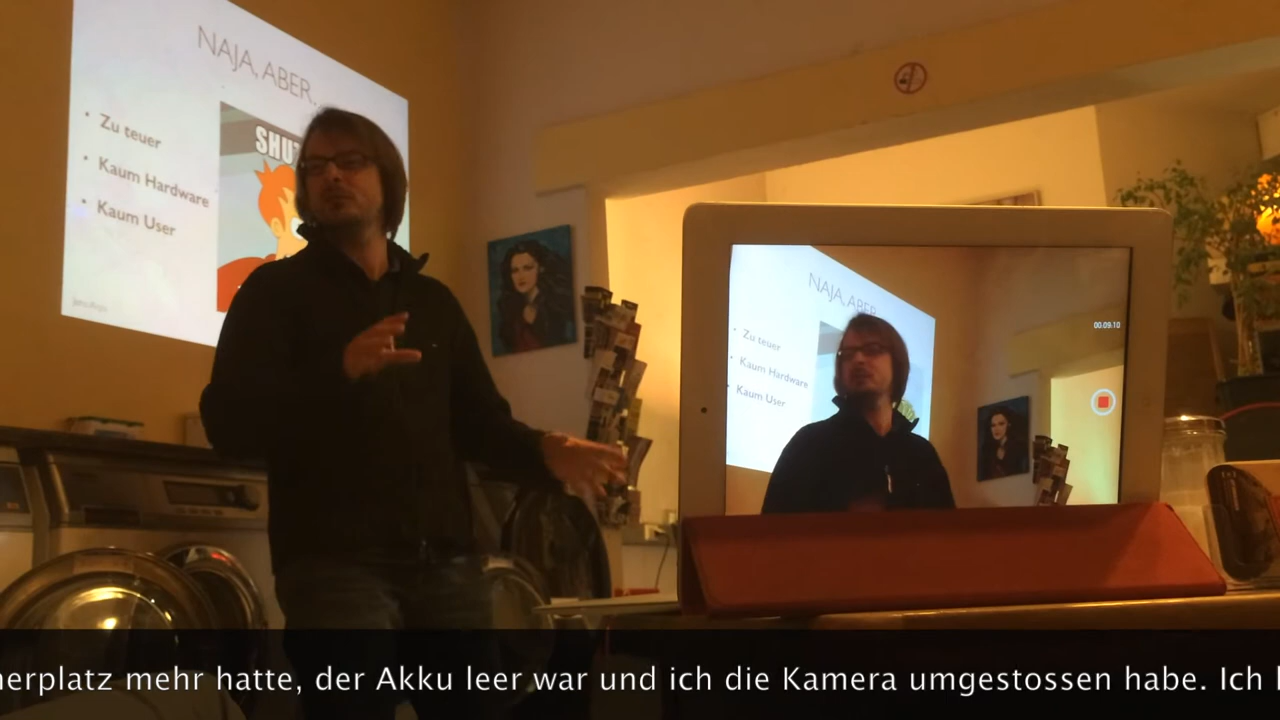 NAJA, ABER.
Zu teuer
Kaum Hardware
Kaum User
NAJA, ABER.
Zu teuer
Kaum Hardware
Kaum User
00:09:10
mehr hatte, der Akku leer war und ich die Kamera umgestossen habe. Ich